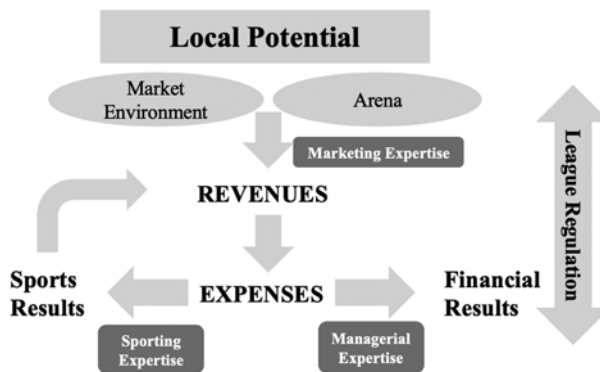 Local Potential
Market
Environment
Arena
Marketing Expertise
REVENUES
League Regulation
Sports
Results
EXPENSES
Financial
Results
Sporting
Expertise
Managerial
Expertise